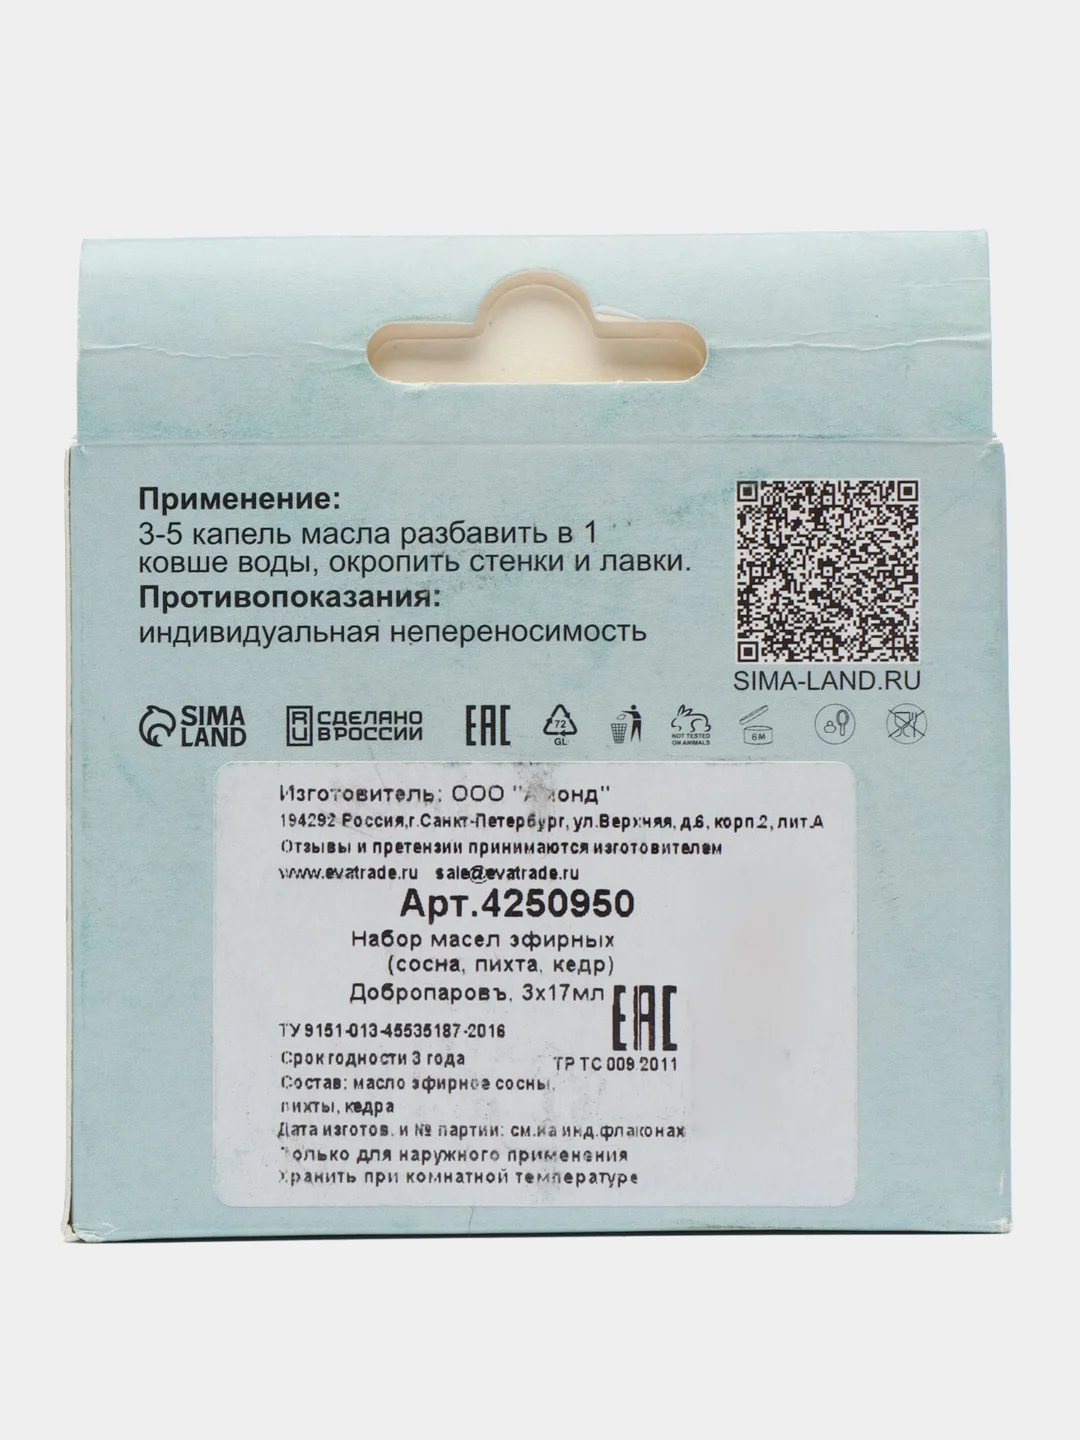 Применение:
3-5 капель масла разбавить в 1
ковше воды, окропить стенки и лавки.
Противопоказания:
индивидуальная непереносимость
SIMA-LAND.RU
SIMA
LAND
RU
СДЕЛАНО
В РОССИИ
EAC
72
GL
NOT TESTED
ON ANIMALS
6M
Изготовитель: ООО
194292 Россия,г.Санкт-Петербург, ул.Верхняя, д.6, корп.2, лит.А
Отзывы и претензии принимаются изготовителем
www.evatrade.ru sale@evatrade.ru
Арт.4250950
Набор масел эфирных
(сосна, пихта, кедр)
Добропаровъ, 3х17мл
EAC
ТУ 9151-013-45535187-2016
Срок годности 3 года
ТР ТС 009 2011
Состав: масло эфирное сосны,
пихты, кедра
Дата изготов. и № партии: см.на инд.флаконах
Только для наружного применения
Хранить при комнатной температуре